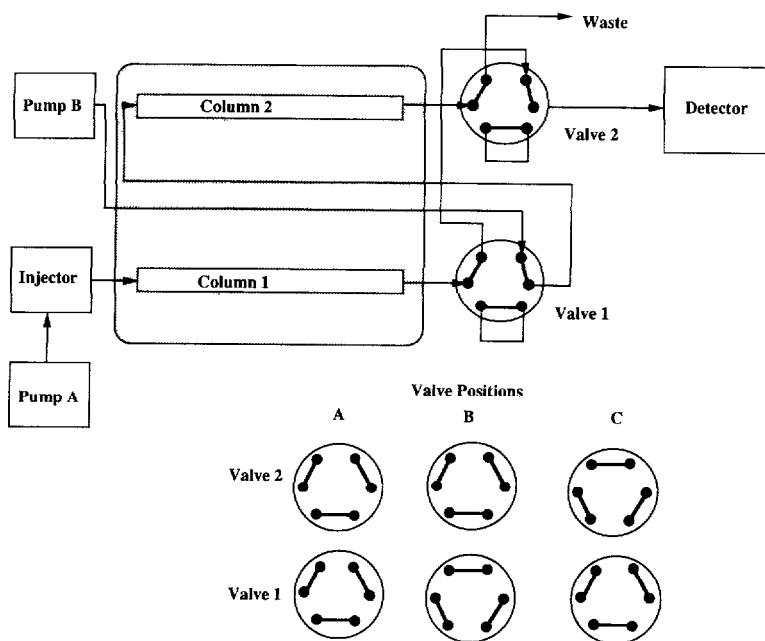 Waste
Pump B
Column 2
Detector
Valve 2
Injector
Column 1
Valve 1
Pump A
Valve Positions
A B C
Valve 2
Valve 1